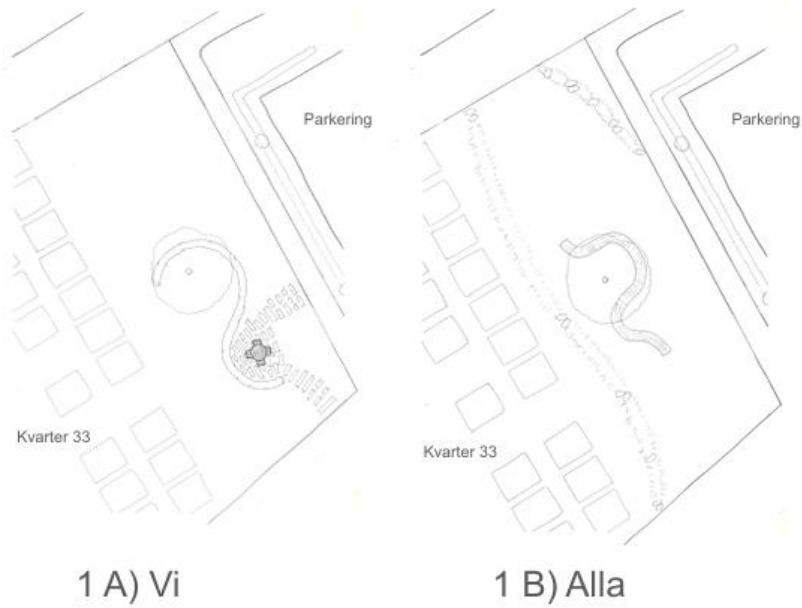 Parkering
Parkering
Kvarter 33
Kvarter 33
1 A) Vi
1 B) Alla